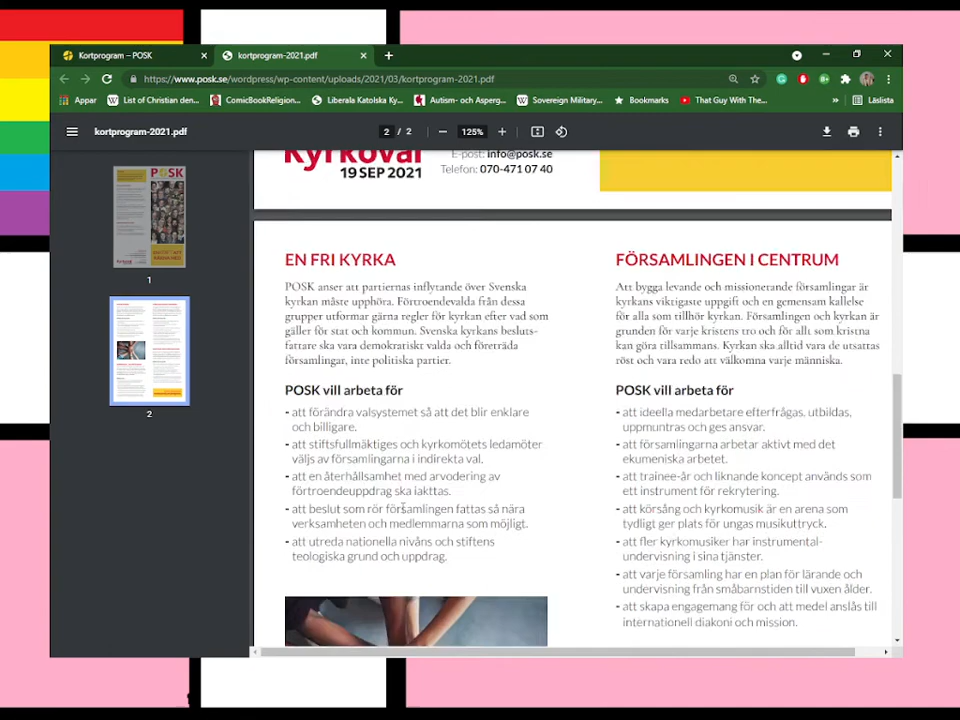 Kortprogram – POSK
kortprogram-2021.pdf
https://www.posk.se/wordpress/wp-content/uploads/2021/03/kortprogram-2021.pdf
Appar
List of Christian den...
ComicBookReligion...
Liberala Katolska Ky...
Autism- och Asperg...
Sovereign Military...
Bookmarks
That Guy With The...
»
Läslista
kortprogram-2021.pdf
2 / 2
125%
POSK
1
2
Kyrkoval
19 SEP 2021
E-post: info@posk.se
Telefon: 070-471 07 40
EN FRI KYRKA
POSK anser att partiernas inflytande över Svenska
kyrkan måste upphöra. Förtroendevalda från dessa
grupper utformar gärna regler för kyrkan efter vad som
gäller för stat och kommun. Svenska kyrkans besluts-
fattare ska vara demokratiskt valda och företräda
församlingar, inte politiska partier.
POSK vill arbeta för
- att förändra valsystemet så att det blir enklare
och billigare.
- att stiftsfullmäktiges och kyrkomötets ledamöter
väljs av församlingarna i indirekta val.
- att en återhållsamhet med arvodering av
förtroendeuppdrag ska iakttas.
- att beslut som rör församlingen fattas så nära
verksamheten och medlemmarna som möjligt.
- att utreda nationella nivåns och stiftens
teologiska grund och uppdrag.
FÖRSAMLINGEN I CENTRUM
Att bygga levande och missionerande församlingar är
kyrkans viktigaste uppgift och en gemensam kallelse
för alla som tillhör kyrkan. Församlingen och kyrkan är
grunden för varje kristens tro och för allt som kristna
kan göra tillsammans. Kyrkan ska alltid vara de utsattas
röst och vara redo att välkomna varje människa.
POSK vill arbeta för
- att ideella medarbetare efterfrågas, utbildas,
uppmuntras och ges ansvar.
- att församlingarna arbetar aktivt med det
ekumeniska arbetet.
- att trainee-år och liknande koncept används som
ett instrument för rekrytering.
- att körsång och kyrkomusik är en arena som
tydligt ger plats för ungas musikuttryck.
- att fler kyrkomusiker har instrumental-
undervisning i sina tjänster.
- att varje församling har en plan för lärande och
undervisning från småbarnstiden till vuxen ålder.
- att skapa engagemang för och att medel anslås till
internationell diakoni och mission.